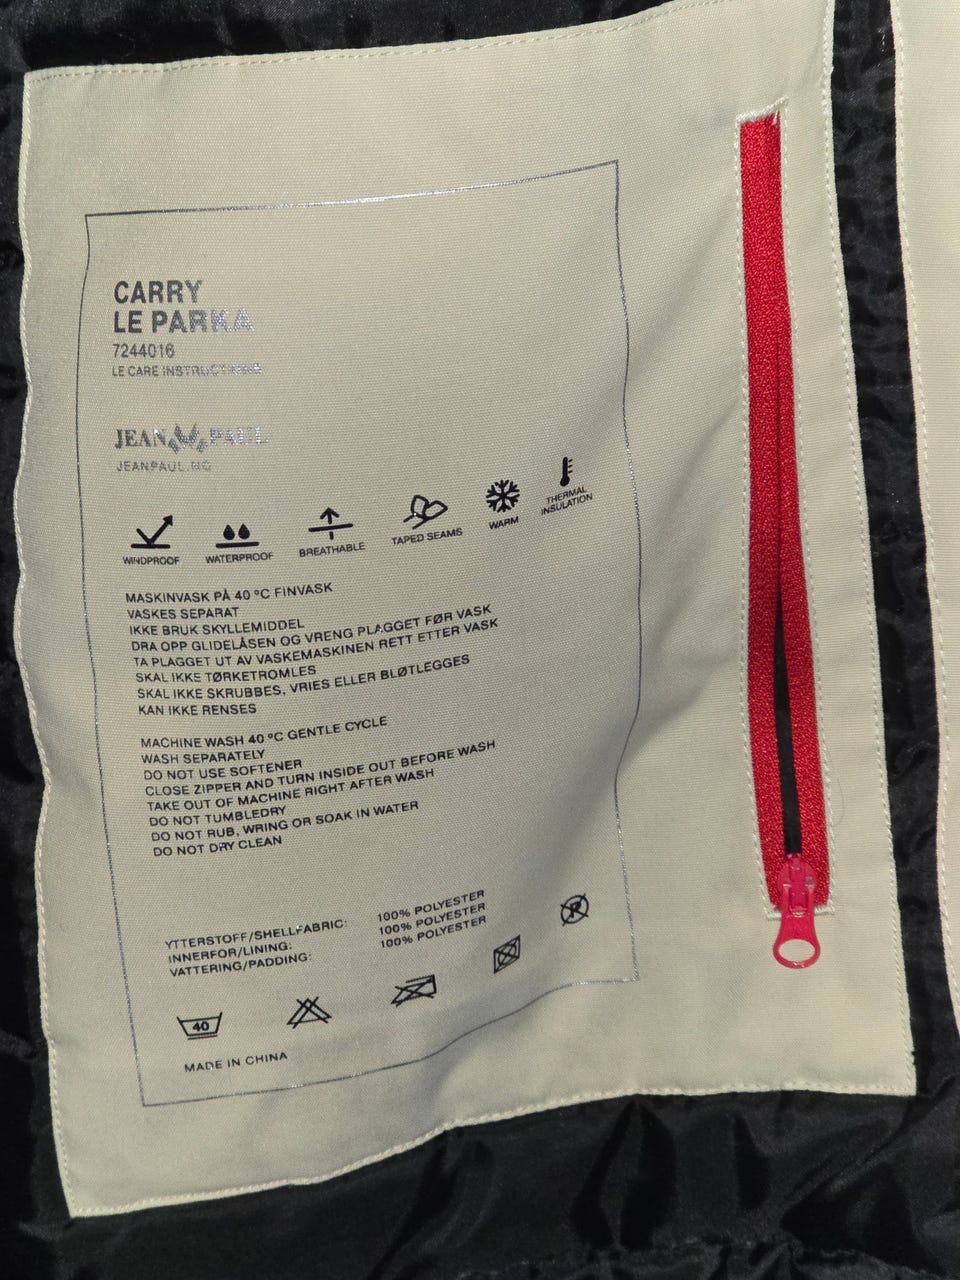 CARRY
LE PARKA
7244016
LE CARE INSTRUCTIONS
JEAN PAUL
JEANPAUL.NO
WINDPROOF
WATERPROOF
BREATHABLE
TAPED SEAMS
WARM
THERMAL
INSULATION
MASKINVASK PÅ 40 ºC FINVASK
VASKES SEPARAT
IKKE BRUK SKYLLEMIDDEL
DRA OPP GLIDELÅSEN OG VRENG PLAGGET FØR VASK
TA PLAGGET UT AV VASKEMASKINEN RETT ETTER VASK
SKAL IKKE TØRKETROMLES
SKAL IKKE SKRUBBES, VRIES ELLER BLØTLEGGES
KAN IKKE RENSES
MACHINE WASH 40 ºC GENTLE CYCLE
WASH SEPARATELY
DO NOT USE SOFTENER
CLOSE ZIPPER AND TURN INSIDE OUT BEFORE WASH
TAKE OUT OF MACHINE RIGHT AFTER WASH
DO NOT TUMBLEDRY
DO NOT RUB, WRING OR SOAK IN WATER
DO NOT DRY CLEAN
YTTERSTOFF/SHELLFABRIC: 100% POLYESTER
INNERFOR/LINING: 100% POLYESTER
VATTERING/PADDING: 100% POLYESTER
40
P
MADE IN CHINA